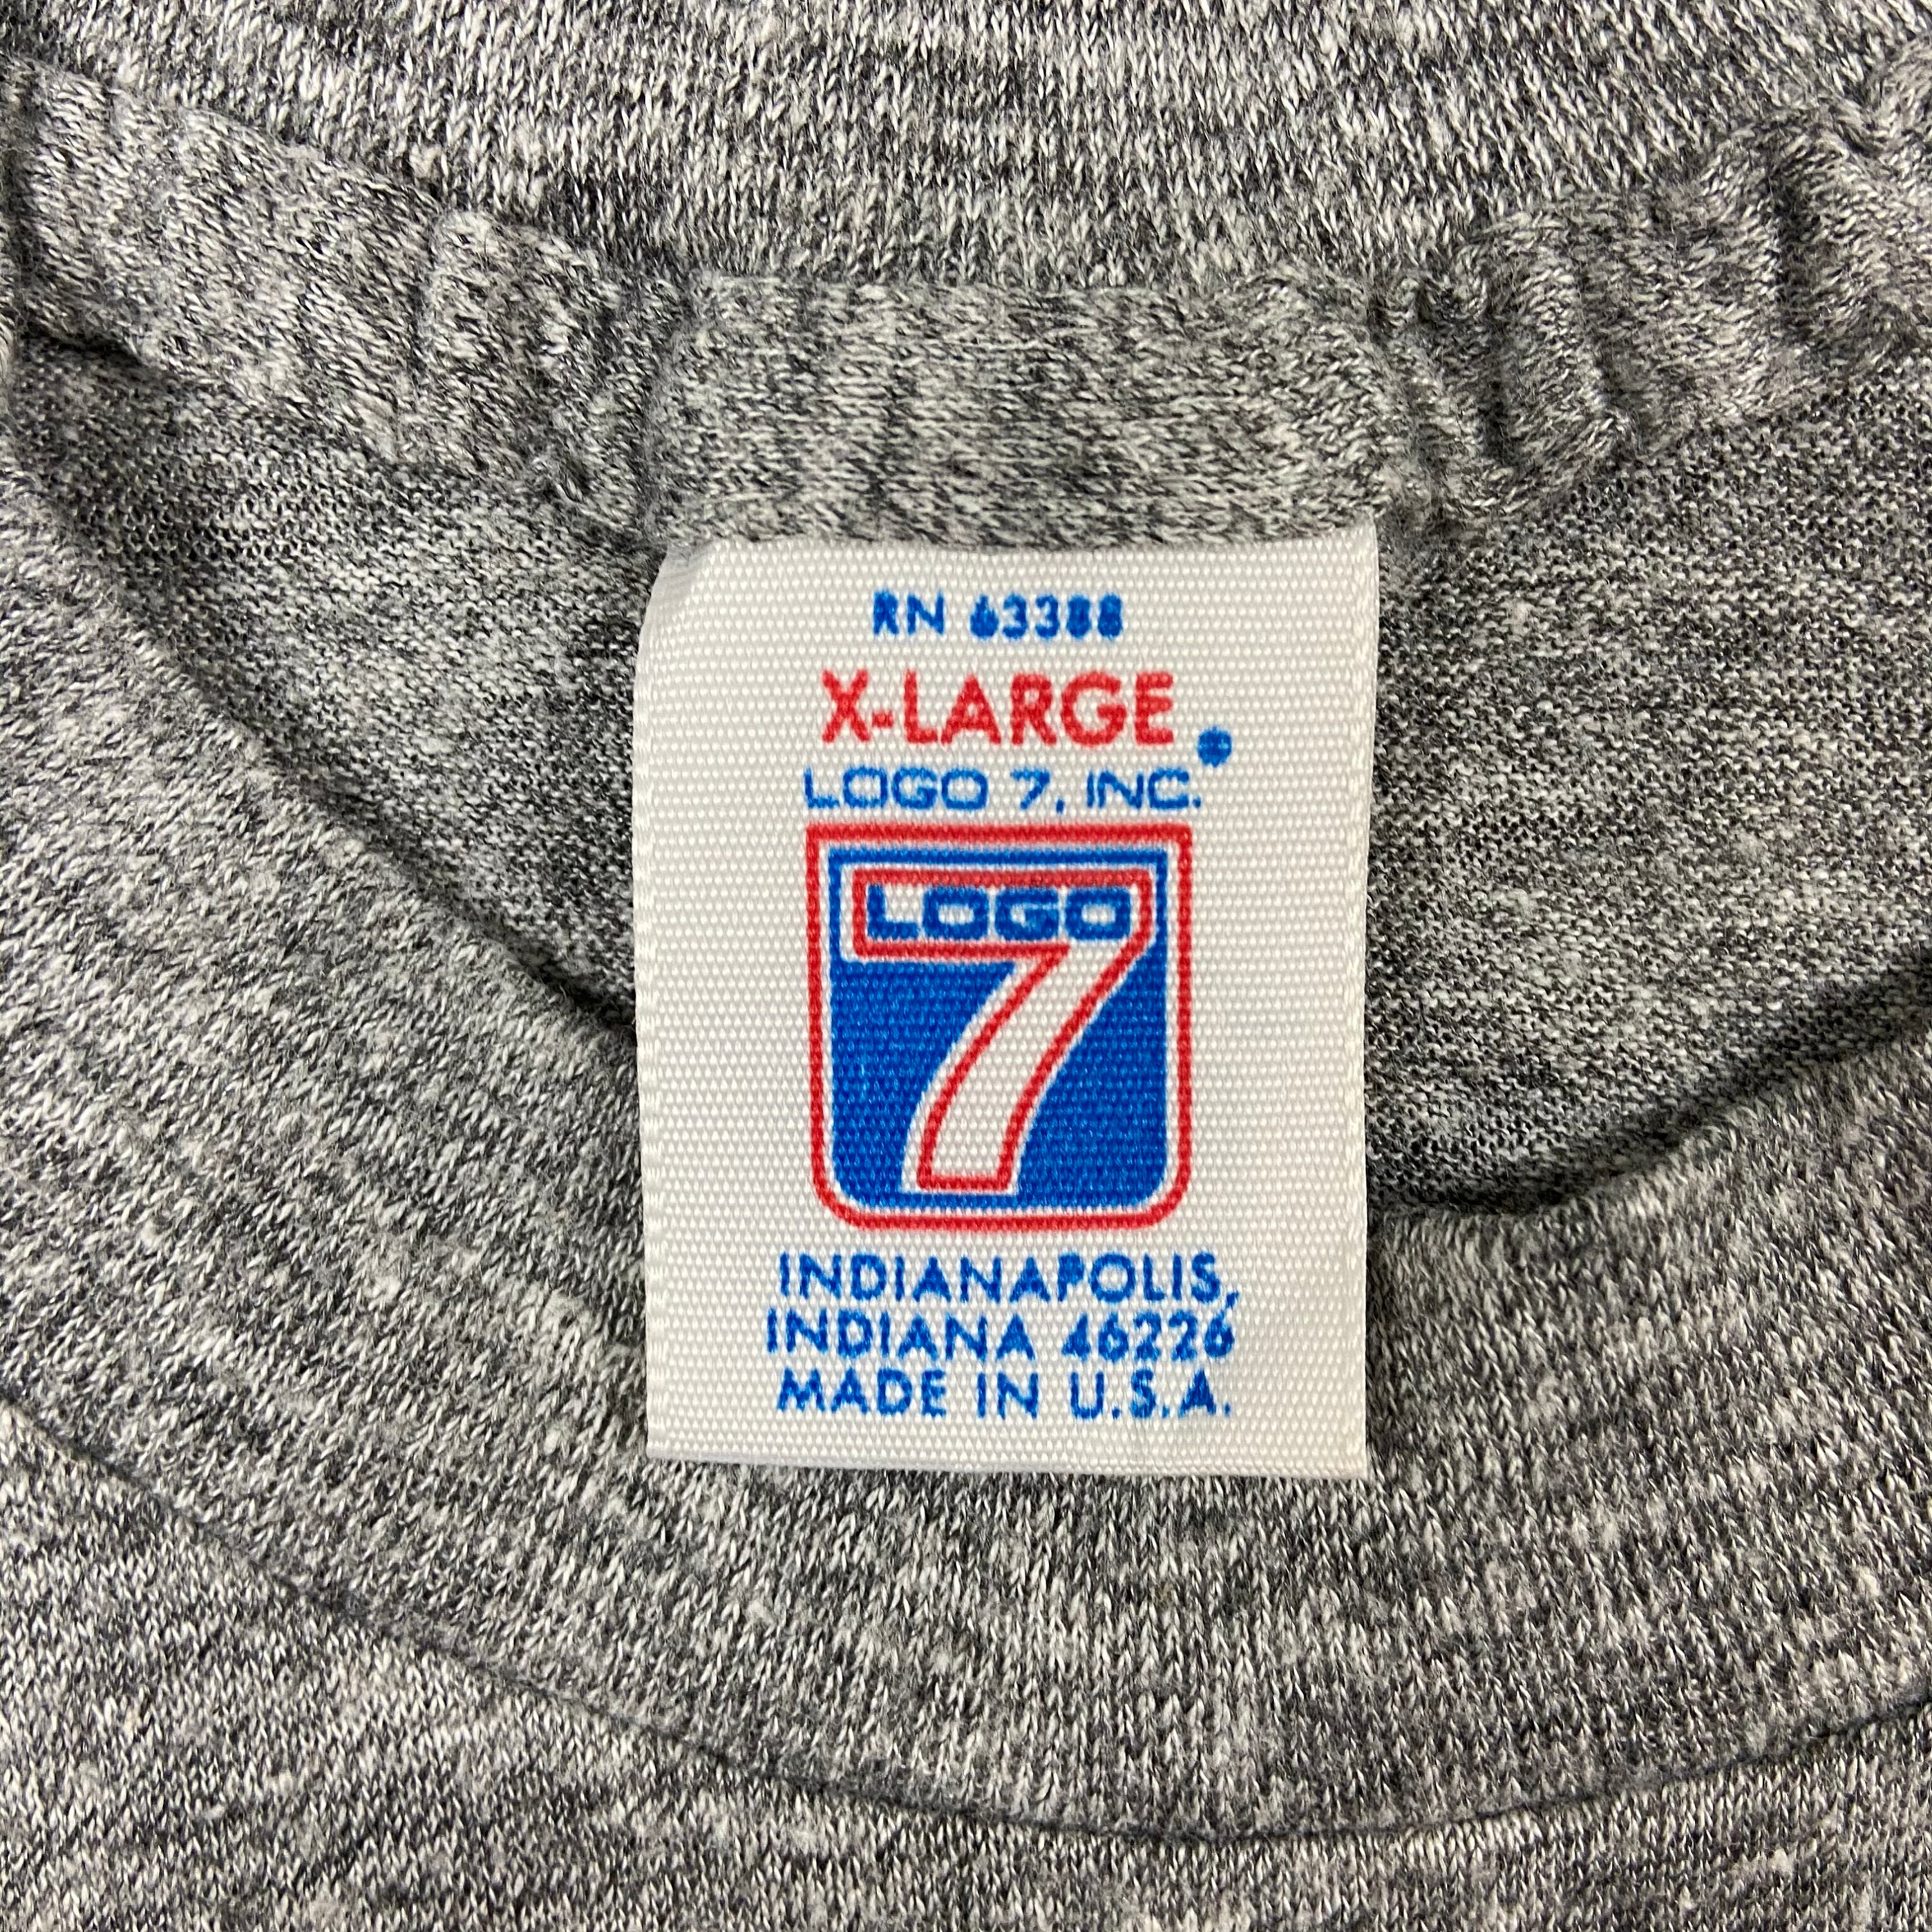 RN 63388
X-LARGE
LOGO 7, INC.
LOGO
7
INDIANAPOLIS,
INDIANA 46226
MADE IN U.S.A.